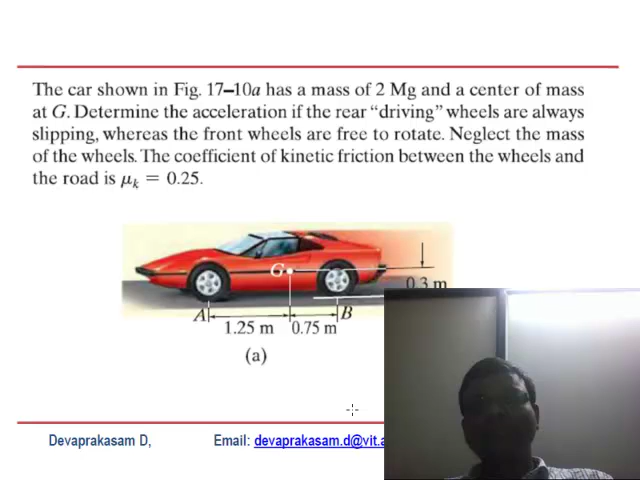 The car shown in Fig. 17–10a has a mass of 2 Mg and a center of mass
at G. Determine the acceleration if the rear “driving” wheels are always
slipping, whereas the front wheels are free to rotate. Neglect the mass
of the wheels. The coefficient of kinetic friction between the wheels and
the road is μk = 0.25.
G
0.3 m
A
B
1.25 m
0.75 m
(a)
Devaprakasam D, Email: devaprakasam.d@vit.a